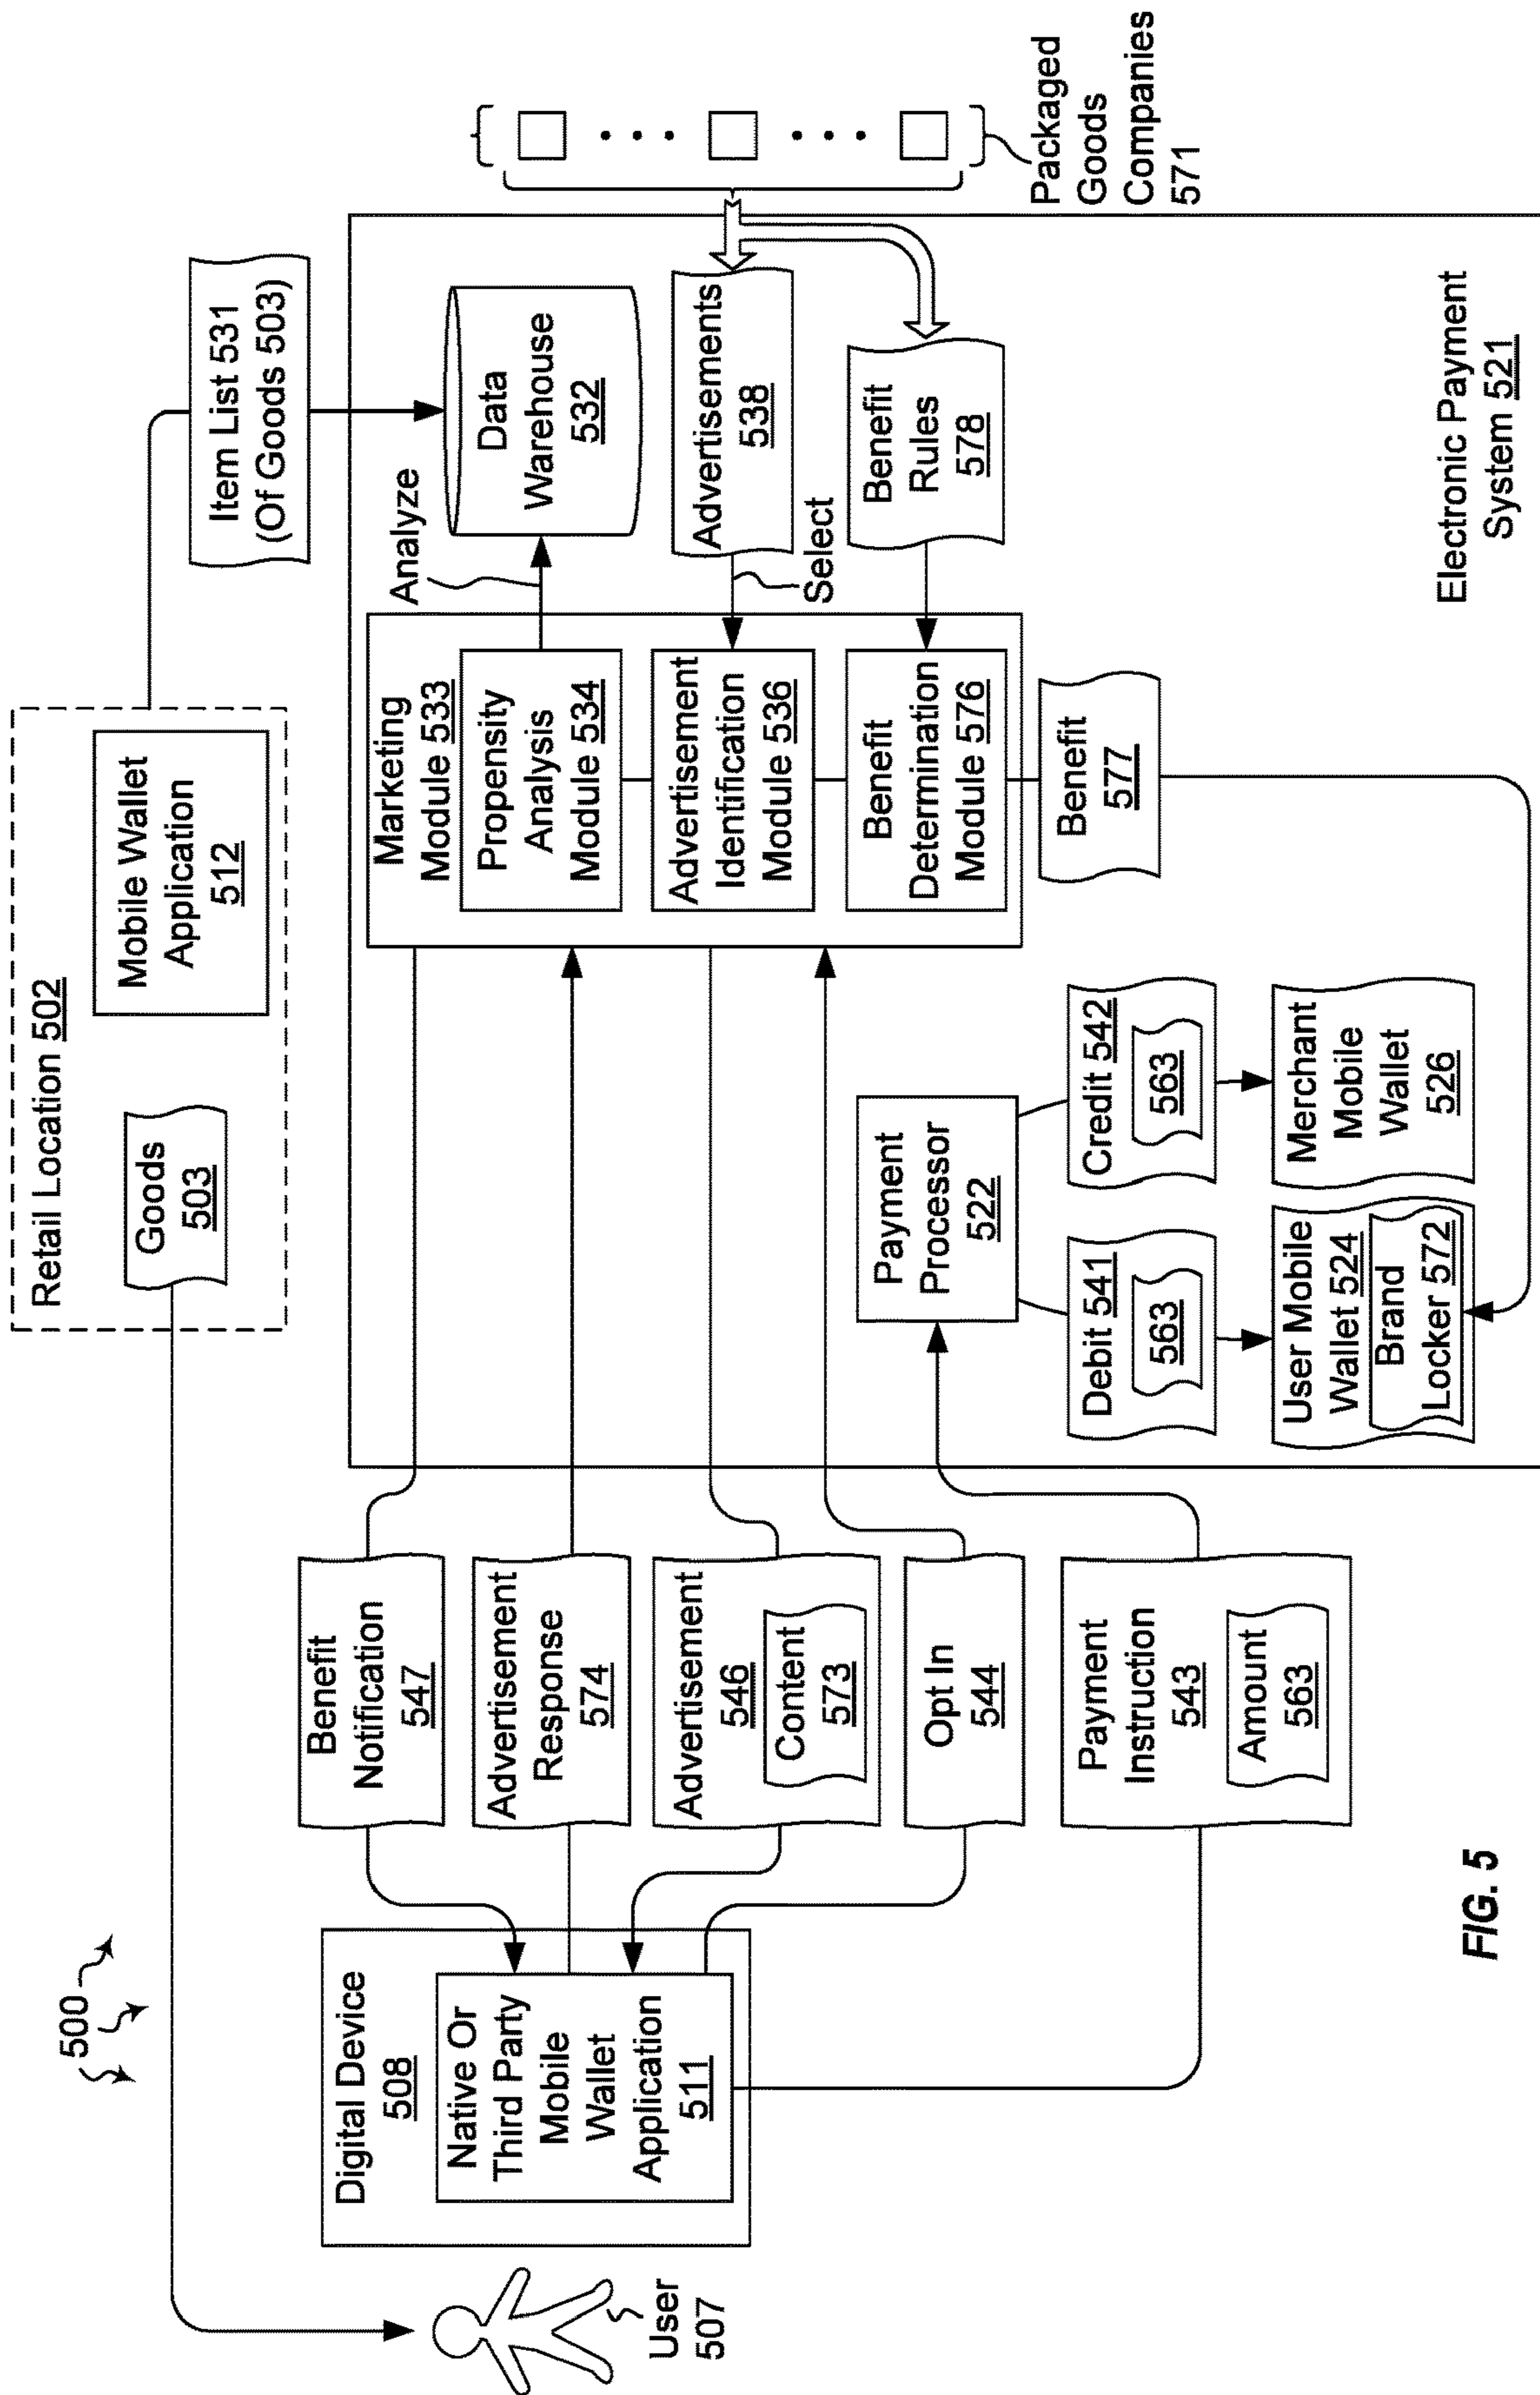 500
Retail Location 502
Goods
503
Mobile Wallet
Application
512
Item List 531
(Of Goods 503)
User
507
Digital Device
508
Native Or
Third Party
Mobile
Wallet
Application
511
Benefit
Notification
547
Advertisement
Response
574
Advertisement
546
Content
573
Opt In
544
Payment
Instruction
543
Amount
563
Marketing
Module 533
Propensity
Analysis
Module 534
Advertisement
Identification
Module 536
Benefit
Determination
Module 576
Benefit
577
Analyze
Data
Warehouse
532
Advertisements
538
Select
Benefit
Rules
578
Packaged
Goods
Companies
571
Payment
Processor
522
Debit 541
563
Credit 542
563
User Mobile
Wallet 524
Brand
Locker 572
Merchant
Mobile
Wallet
526
Electronic Payment
System 521
FIG. 5